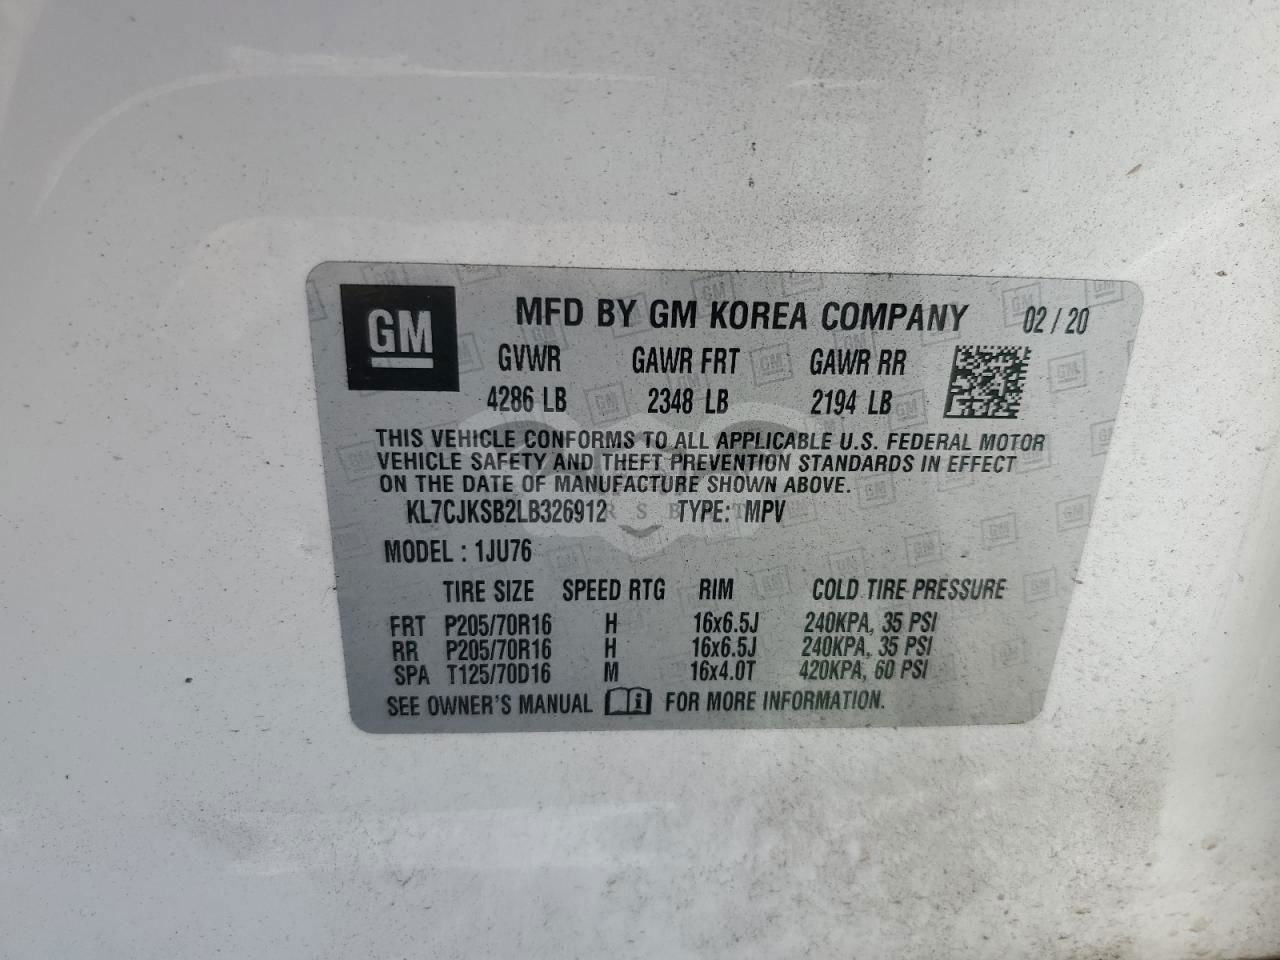 GM
MFD BY GM KOREA COMPANY 02 / 20
GVWR GAWR FRT GAWR RR
4286 LB 2348 LB 2194 LB
THIS VEHICLE CONFORMS TO ALL APPLICABLE U.S. FEDERAL MOTOR
VEHICLE SAFETY AND THEFT PREVENTION STANDARDS IN EFFECT
ON THE DATE OF MANUFACTURE SHOWN ABOVE.
KL7CJKSB2LB326912 TYPE: MPV
MODEL : 1JU76
TIRE SIZE SPEED RTG RIM COLD TIRE PRESSURE
FRT P205/70R16 H 16x6.5J 240KPA, 35 PSI
RR P205/70R16 H 16x6.5J 240KPA, 35 PSI
SPA T125/70D16 M 16x4.0T 420KPA, 60 PSI
SEE OWNER'S MANUAL FOR MORE INFORMATION.